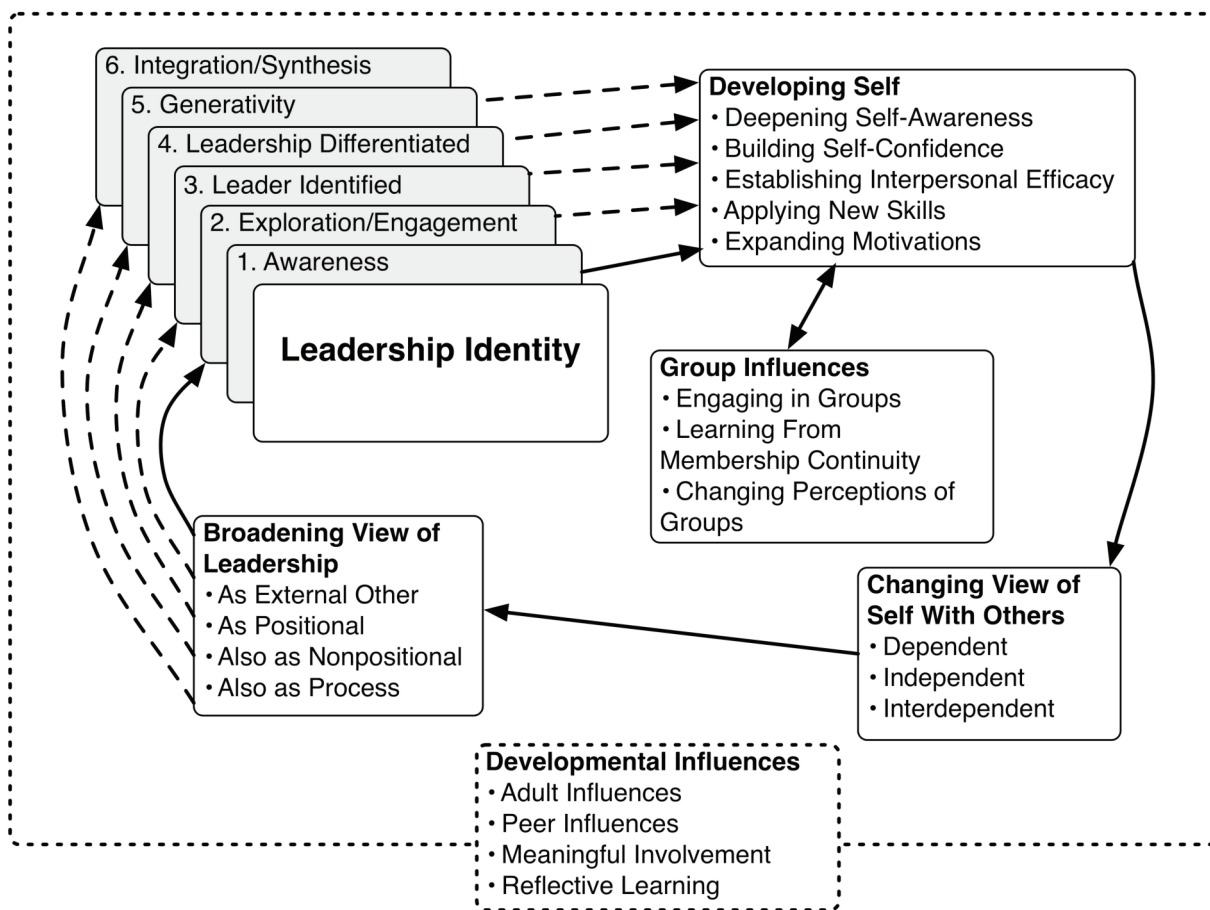 6. Integration/Synthesis
5. Generativity
4. Leadership Differentiated
3. Leader Identified
2. Exploration/Engagement
1. Awareness
Leadership Identity
Developing Self
• Deepening Self-Awareness
• Building Self-Confidence
• Establishing Interpersonal Efficacy
• Applying New Skills
• Expanding Motivations
Group Influences
• Engaging in Groups
• Learning From
Membership Continuity
• Changing Perceptions of
Groups
Changing View of
Self With Others
• Dependent
• Independent
• Interdependent
Broadening View of
Leadership
• As External Other
• As Positional
• Also as Nonpositional
• Also as Process
Developmental Influences
• Adult Influences
• Peer Influences
• Meaningful Involvement
• Reflective Learning